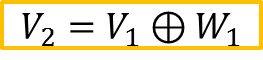 V₂ = V₁ ⊕ W₁